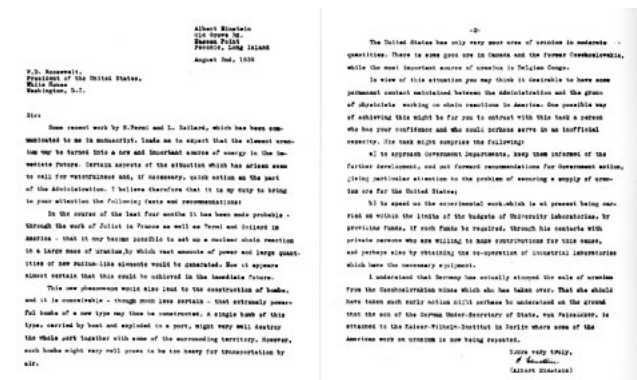 Albert Einstein
Old Grove Rd.
Nassau Point
Peconic, Long Island
August 2nd, 1939
F.D. Roosevelt,
President of the United States,
White House
Washington, D.C.
Sir:
Some recent work by E.Fermi and L. Szilard, which has been com-
municated to me in manuscript, leads me to expect that the element uran-
ium may be turned into a new and important source of energy in the im-
mediate future. Certain aspects of the situation which has arisen seem
to call for watchfulness and, if necessary, quick action on the part
of the Administration. I believe therefore that it is my duty to bring
to your attention the following facts and recommendations:
In the course of the last four months it has been made probable -
through the work of Joliot in France as well as Fermi and Szilard in
America - that it may become possible to set up a nuclear chain reaction
in a large mass of uranium,by which vast amounts of power and large quant-
ities of new radium-like elements would be generated. Now it appears
almost certain that this could be achieved in the immediate future.
This new phenomenon would also lead to the construction of bombs,
and it is conceivable - though much less certain - that extremely power-
ful bombs of a new type may thus be constructed. A single bomb of this
type, carried by boat and exploded in a port, might very well destroy
the whole port together with some of the surrounding territory. However,
such bombs might very well prove to be too heavy for transportation by
air.
-2-
The United States has only very poor ores of uranium in moderate
quantities. There is some good ore in Canada and the former Czechoslovakia,
while the most important source of uranium is Belgian Congo.
In view of this situation you may think it desirable to have some
permanent contact maintained between the Administration and the group
of physicists working on chain reactions in America. One possible way
of achieving this might be for you to entrust with this task a person
who has your confidence and who could perhaps serve in an inofficial
capacity. His task might comprise the following:
a) to approach Government Departments, keep them informed of the
further development, and put forward recommendations for Government action,
giving particular attention to the problem of securing a supply of uran-
ium ore for the United States;
b) to speed up the experimental work,which is at present being car-
ried on within the limits of the budgets of University laboratories, by
providing funds, if such funds be required, through his contacts with
private persons who are willing to make contributions for this cause,
and perhaps also by obtaining the co-operation of industrial laboratories
which have the necessary equipment.
I understand that Germany has actually stopped the sale of uranium
from the Czechoslovakian mines which she has taken over. That she should
have taken such early action might perhaps be understood on the ground
that the son of the German Under-Secretary of State, von Weizsäcker, is
attached to the Kaiser-Wilhelm-Institut in Berlin where some of the
American work on uranium is now being repeated.
Yours very truly,
A. Einstein
(Albert Einstein)